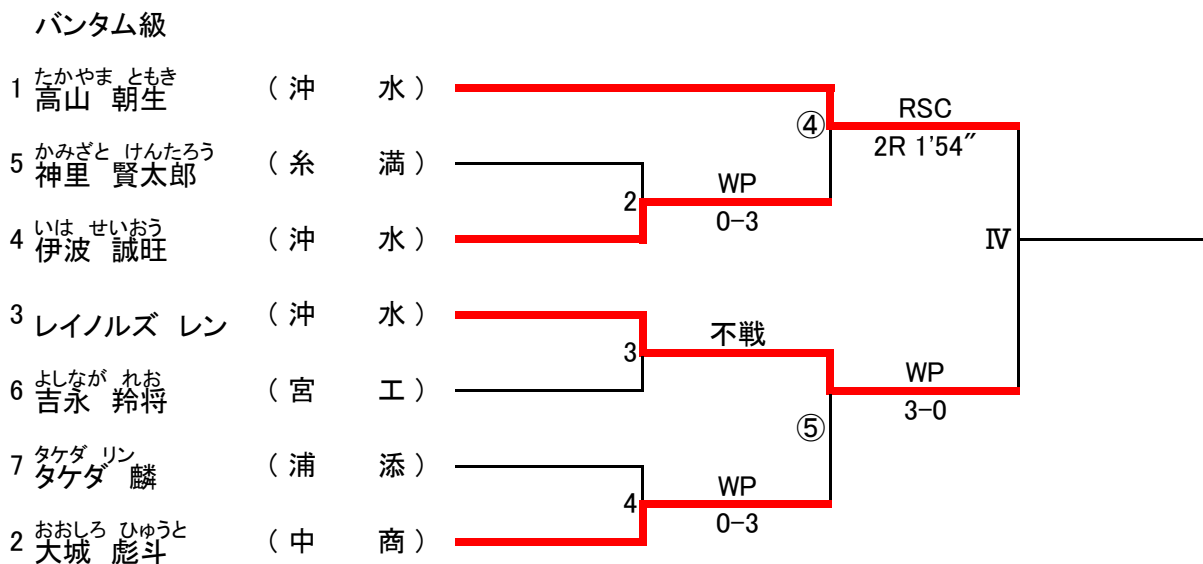 バンタム級
たかやま ともき
1 高山 朝生 (沖 水)
④ RSC
2R 1'54"
かみざと けんたろう
5 神里 賢太郎 (糸 満)
2 WP
0-3
いは せいおう
4 伊波 誠旺 (沖 水)
Ⅳ
3 レイノルズ レン (沖 水)
3 不戦
よしなが れお
6 吉永 羚将 (宮 工)
WP
3-0
⑤
タケダ リン
7 タケダ 麟 (浦 添)
4 WP
0-3
おおしろ ひゅうと
2 大城 彪斗 (中 商)